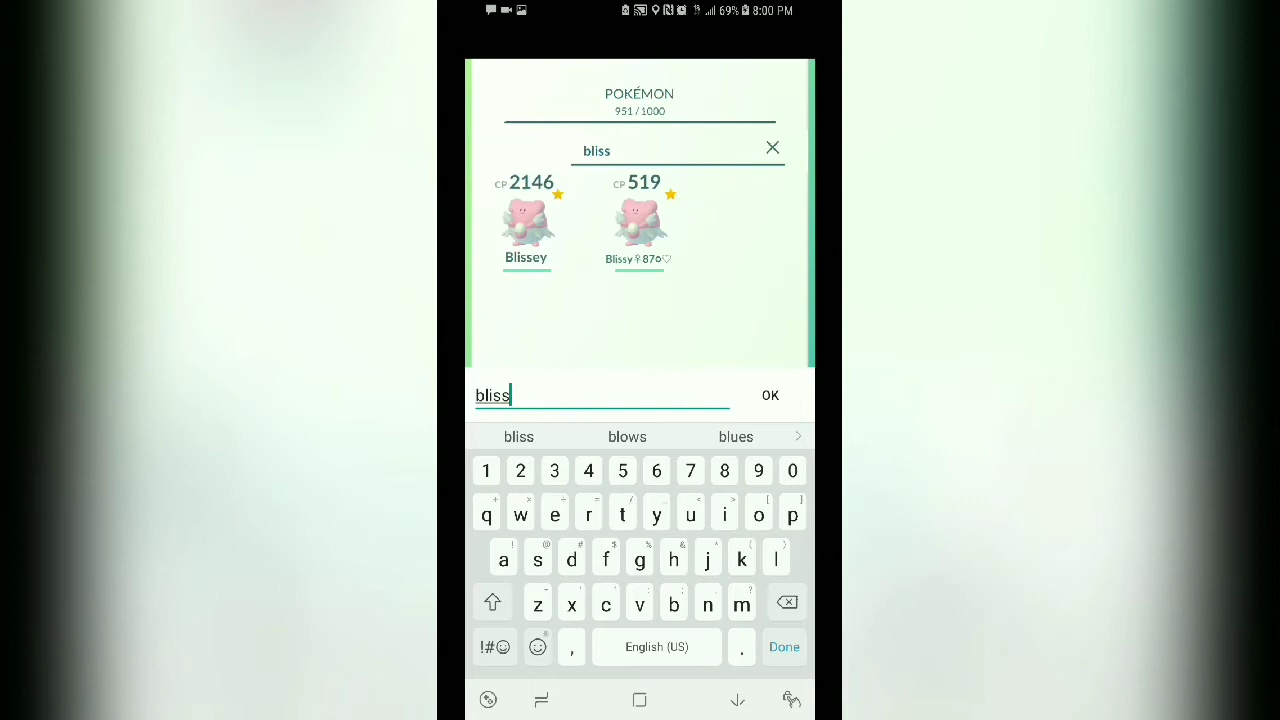 69% 8:00 PM
POKÉMON
951 / 1000
bliss
CP 2146 CP 519
Blissey Blissy♀87o♡
bliss OK
bliss blows blues
1 2 3 4 5 6 7 8 9 0
q w e r t y u i o p
a s d f g h j k l
z x c v b n m
!#☺ , English (US) . Done